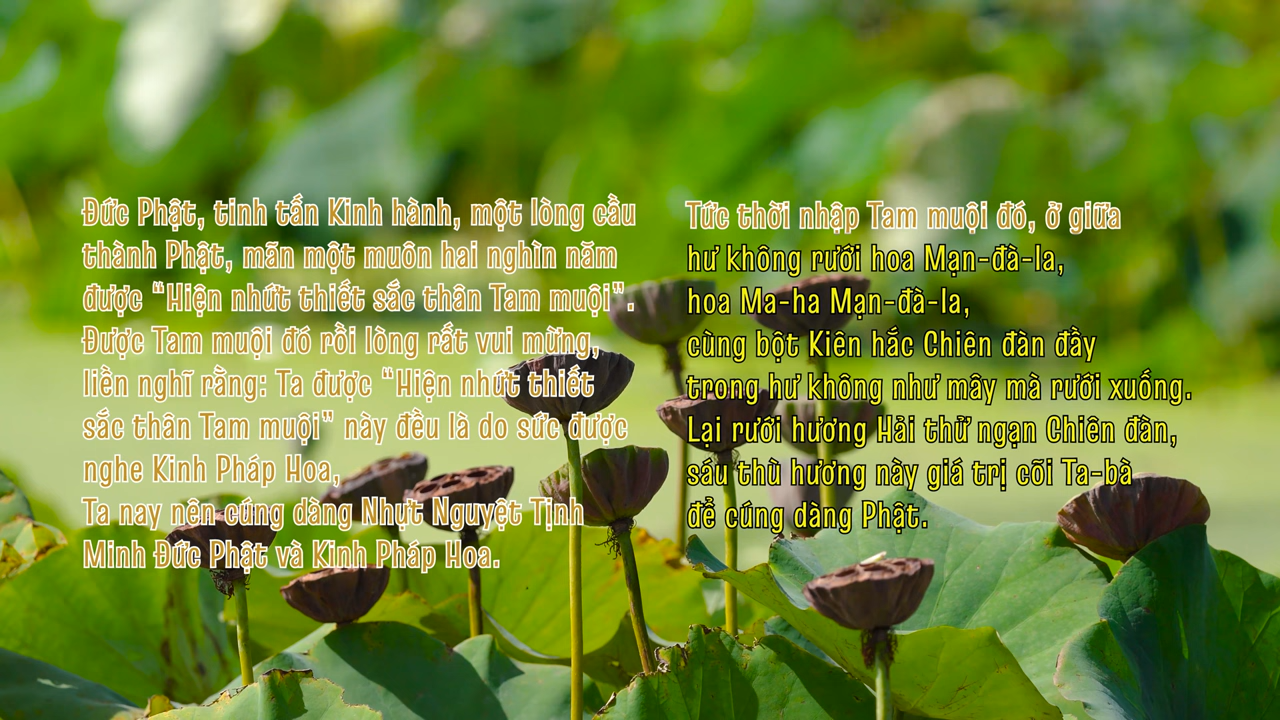 Đức Phật, tinh tấn Kinh hành, một lòng cầu
thành Phật, mãn một muôn hai nghìn năm
được “Hiện nhứt thiết sắc thân Tam muội”.
Được Tam muội đó rồi lòng rất vui mừng,
liền nghĩ rằng: Ta được “Hiện nhứt thiết
sắc thân Tam muội” này đều là do sức được
nghe Kinh Pháp Hoa,
Ta nay nên cúng dàng Nhựt Nguyệt Tịnh
Minh Đức Phật và Kinh Pháp Hoa.
Tức thời nhập Tam muội đó, ở giữa
hư không rưới hoa Mạn-đà-la,
hoa Ma-ha Mạn-đà-la,
cùng bột Kiên hắc Chiên đàn đầy
trong hư không như mây mà rưới xuống.
Lại rưới hương Hải thử ngạn Chiên đàn,
sáu thù hương này giá trị cõi Ta-bà
để cúng dàng Phật.